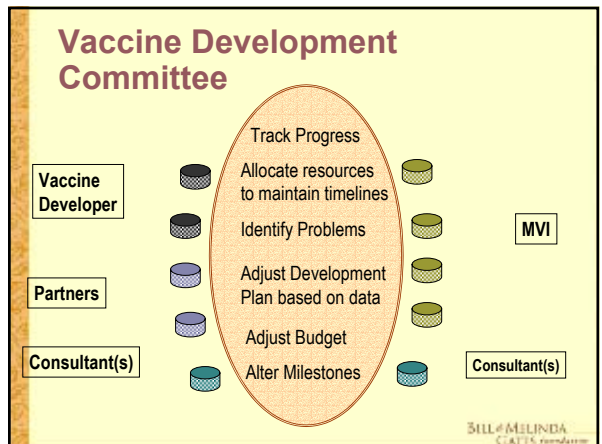 Vaccine Development
Committee
Track Progress
Allocate resources
to maintain timelines
Identify Problems
Adjust Development
Plan based on data
Adjust Budget
Alter Milestones
Vaccine
Developer
Partners
Consultant(s)
MVI
Consultant(s)
BILL & MELINDA
GATES foundation